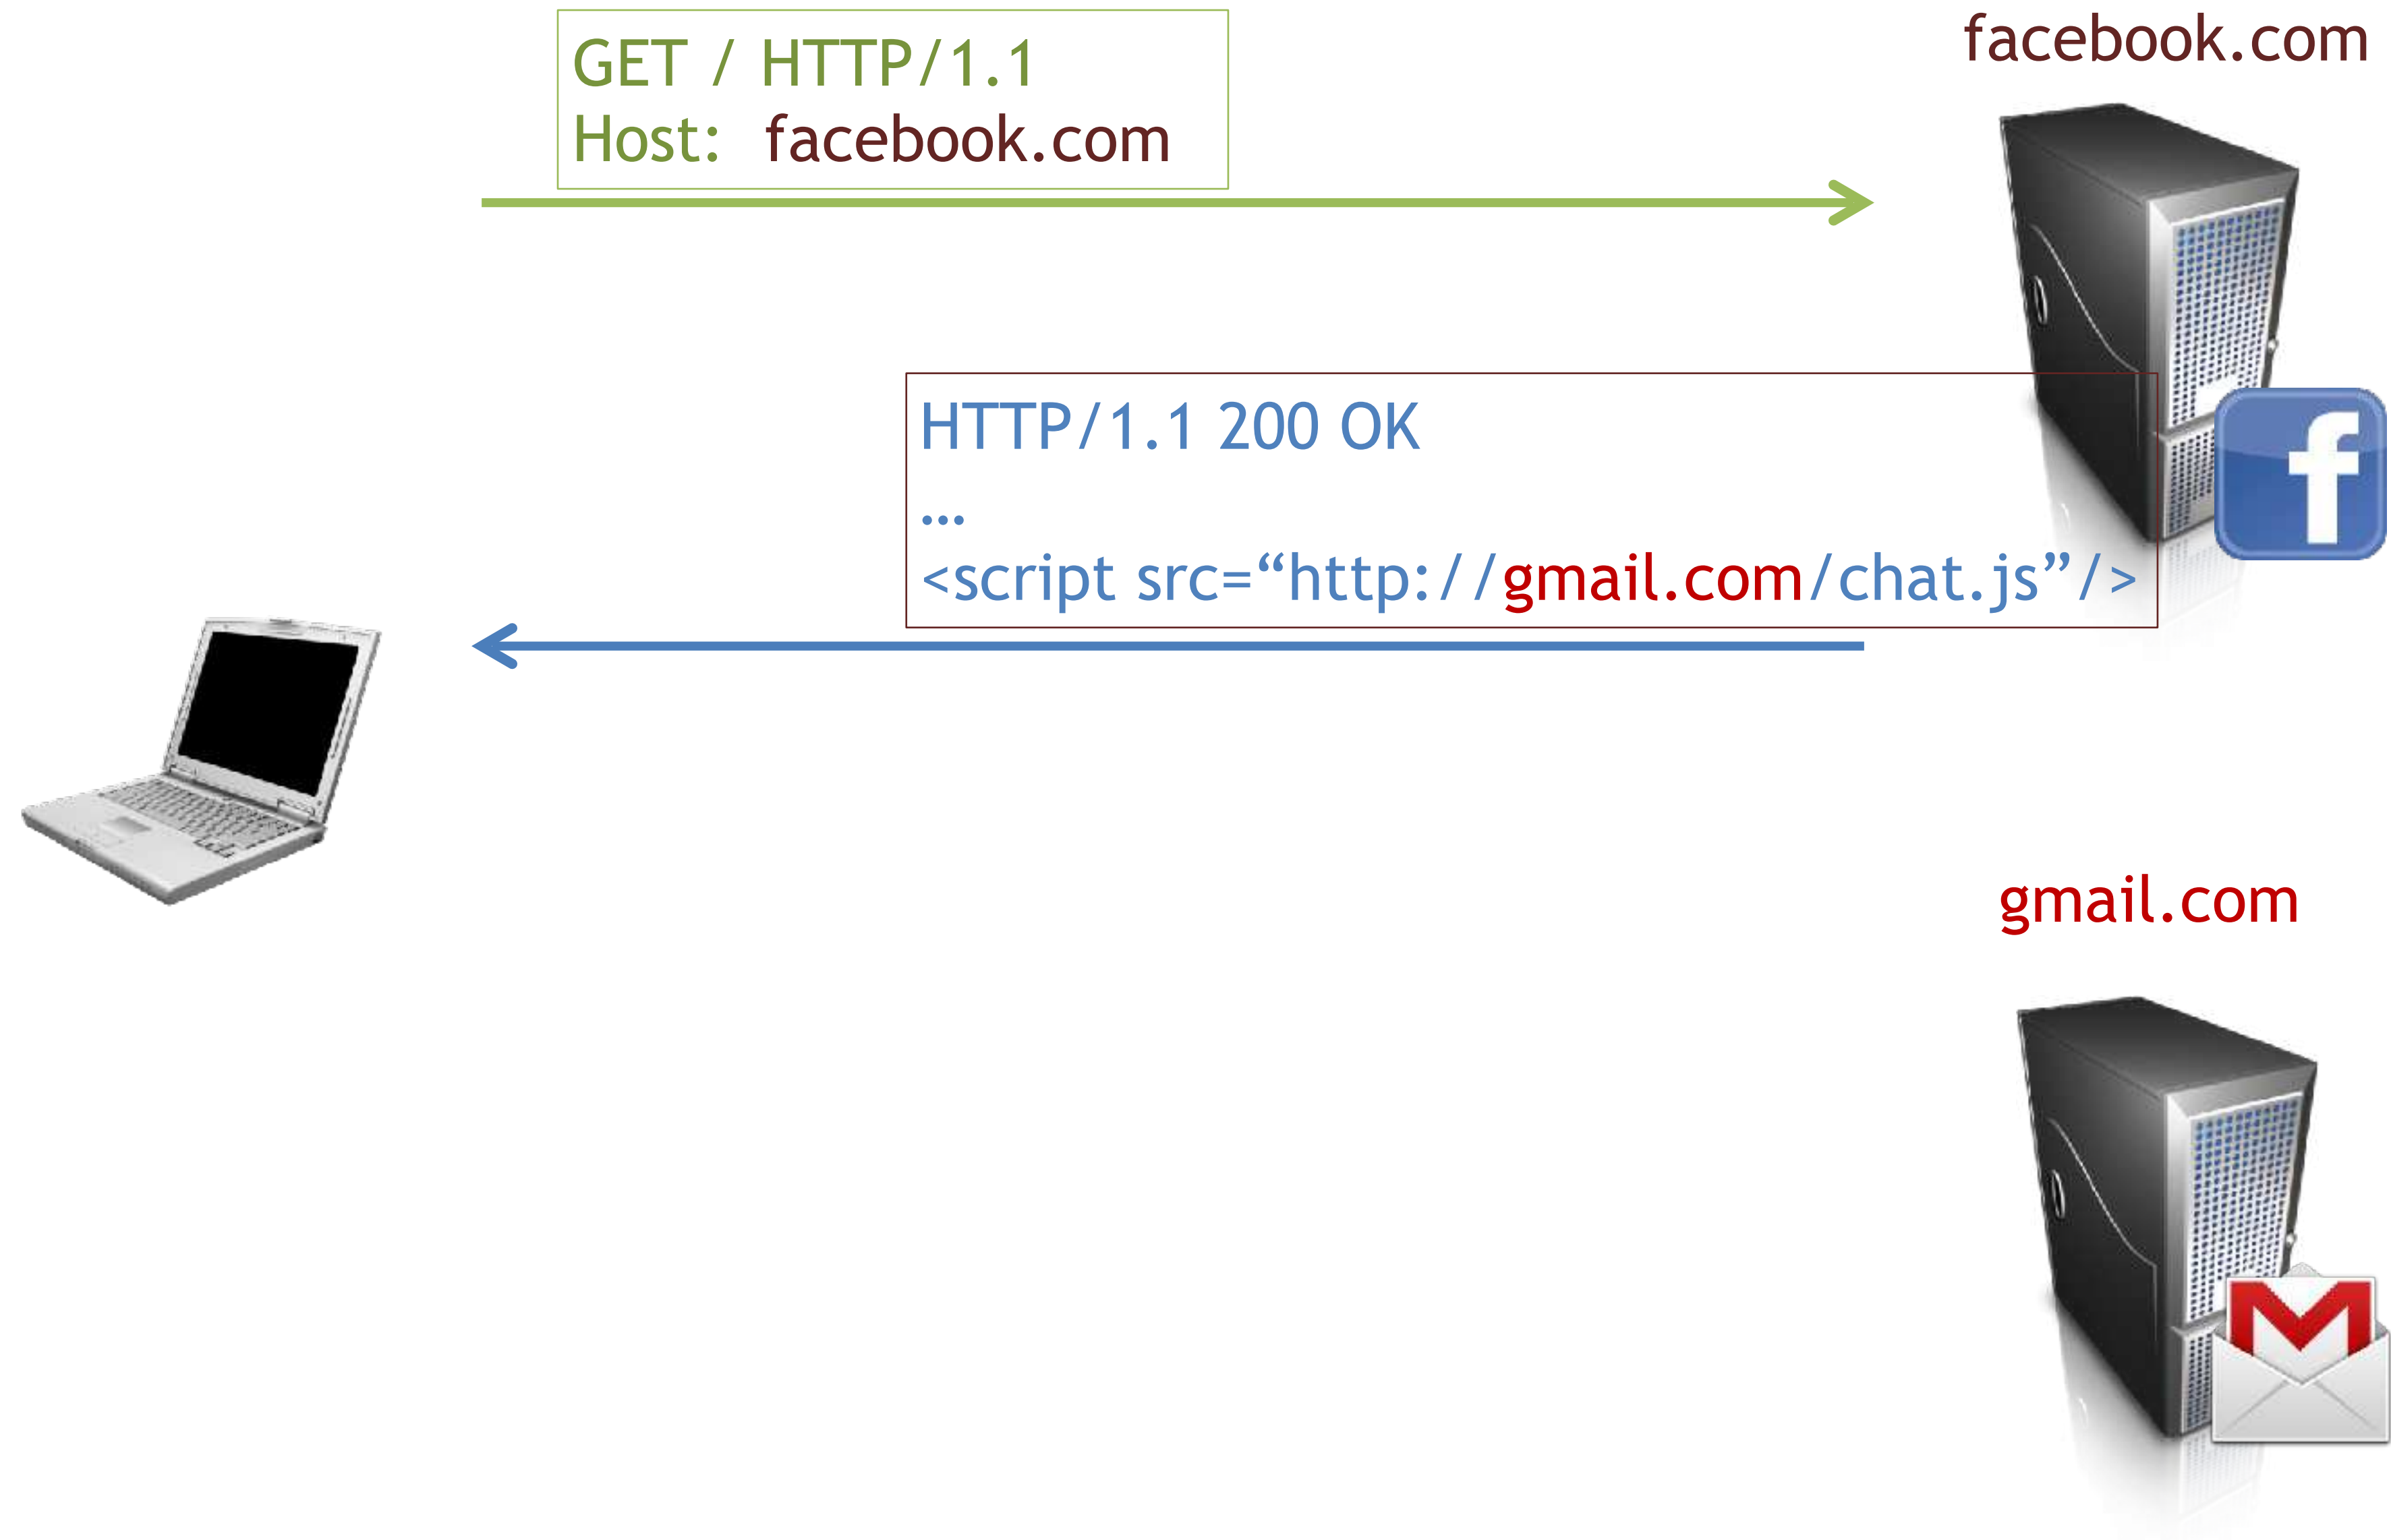 facebook.com
GET / HTTP/1.1
Host: facebook.com
HTTP/1.1 200 OK
…
<script src=“http://gmail.com/chat.js”/>
gmail.com